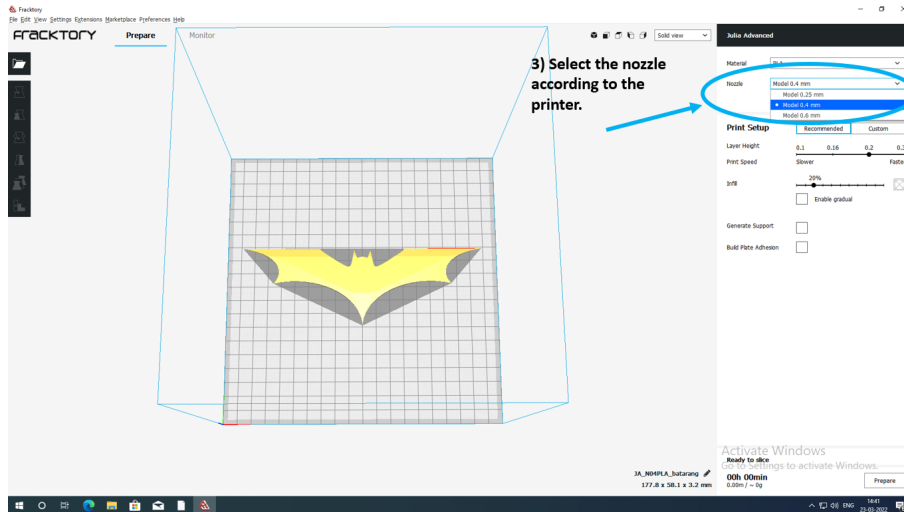 Fracktory
File Edit View Settings Extensions Marketplace Preferences Help
FracKTOrY
Prepare
Monitor
Solid view
Julia Advanced
3) Select the nozzle
according to the
printer.
Material
PLA
Nozzle
Model 0.4 mm
Model 0.25 mm
Model 0.4 mm
Model 0.6 mm
Print Setup
Recommended
Custom
Layer Height
0.1 0.16 0.2 0.3
Print Speed
Slower
Faste
Infill
20%
Enable gradual
Generate Support
Build Plate Adhesion
Activate Windows
Go to Settings to activate Windows.
Ready to slice
00h 00min
0.00m / ~ 0g
Prepare
JA_N04PLA_batarang
177.8 x 58.1 x 3.2 mm
ENG
14:41
23-03-2022